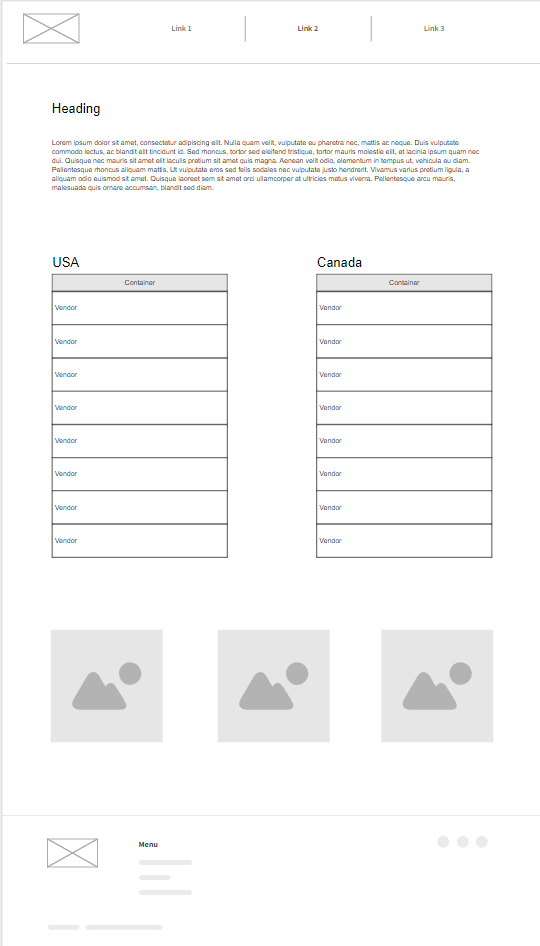 Link 1
Link 2
Link 3
Heading
Lorem ipsum dolor sit amet, consectetur adipiscing elit. Nulla quam velit, vulputate eu pharetra nec, mattis ac neque. Duis vulputate
commodo lectus, ac blandit elit tincidunt id. Sed rhoncus, tortor sed eleifend tristique, tortor mauris molestie elit, et lacinia ipsum quam nec
dui. Quisque nec mauris sit amet elit iaculis pretium sit amet quis magna. Aenean velit odio, elementum in tempus ut, vehicula eu diam.
Pellentesque rhoncus aliquam mattis. Ut vulputate eros sed felis sodales nec vulputate justo hendrerit. Vivamus varius pretium ligula, a
aliquam odio euismod sit amet. Quisque laoreet sem sit amet orci ullamcorper at ultricies metus viverra. Pellentesque arcu mauris,
malesuada quis ornare accumsan, blandit sed diam.
USA
Container
Vendor
Vendor
Vendor
Vendor
Vendor
Vendor
Vendor
Vendor
Canada
Container
Vendor
Vendor
Vendor
Vendor
Vendor
Vendor
Vendor
Vendor
Menu